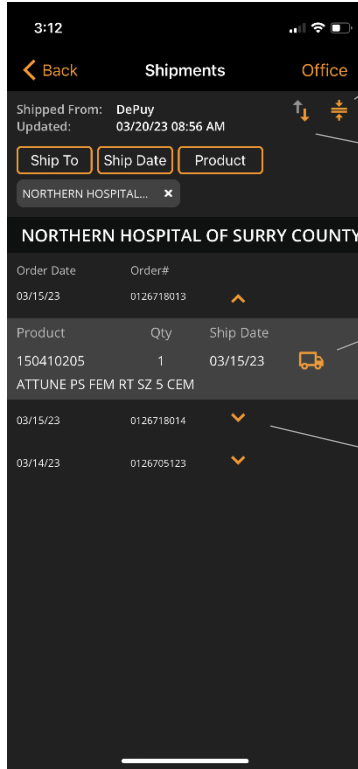 3:12
Back Shipments Office
Shipped From: DePuy
Updated: 03/20/23 08:56 AM
Ship To Ship Date Product
NORTHERN HOSPITAL... ×
NORTHERN HOSPITAL OF SURRY COUNTY
Order Date Order#
03/15/23 0126718013
Product Qty Ship Date
150410205 1 03/15/23
ATTUNE PS FEM RT SZ 5 CEM
03/15/23 0126718014
03/14/23 0126705123